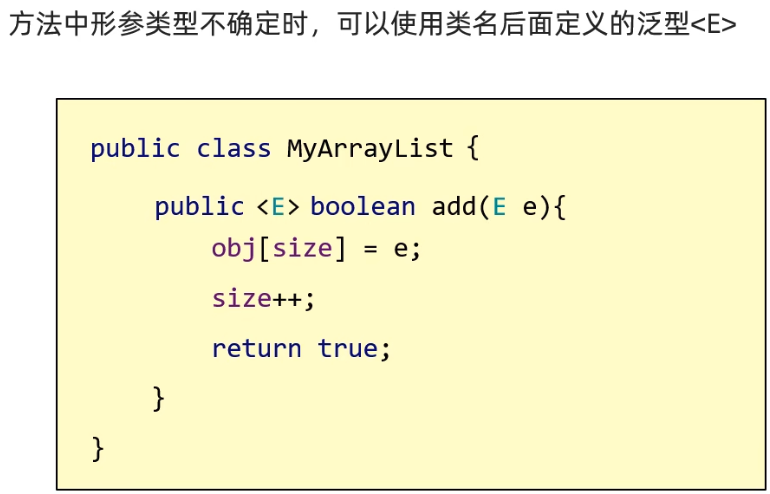 方法中形参类型不确定时，可以使用类名后面定义的泛型<E>
public class MyArrayList {
public <E> boolean add(E e){
obj[size] = e;
size++;
return true;
}
}